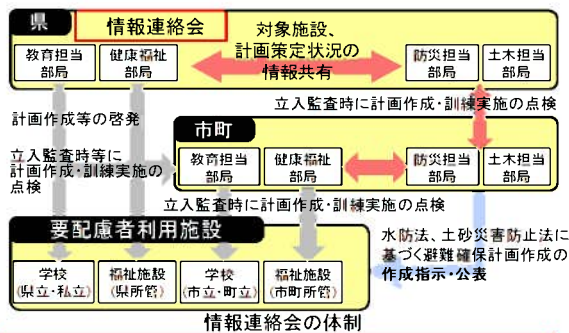 県
情報連絡会
教育担当
部局
健康福祉
部局
対象施設、
計画策定状況の
情報共有
防災担当
部局
土木担当
部局
計画作成等の啓発
立入監査時に計画作成・訓練実施の点検
市町
立入監査時等に
計画作成・訓練実施の
点検
教育担当
部局
健康福祉
部局
防災担当
部局
土木担当
部局
立入監査時に計画作成・訓練実施の点検
要配慮者利用施設
学校
(県立・私立)
福祉施設
(県所管)
学校
(市立・町立)
福祉施設
(市町所管)
水防法、土砂災害防止法に
基づく避難確保計画作成の
作成指示・公表
情報連絡会の体制